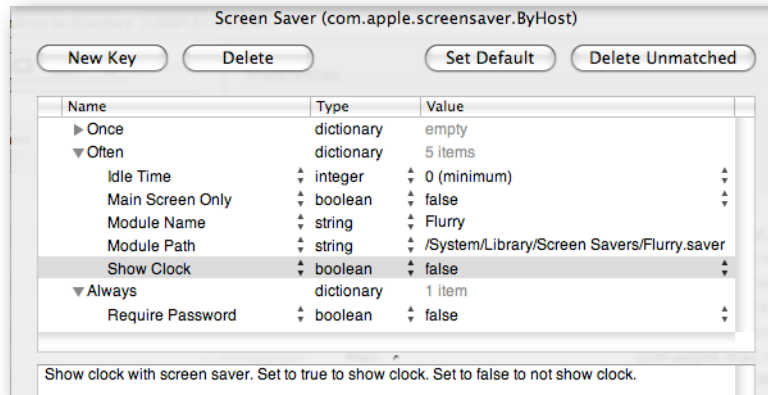 Screen Saver (com.apple.screensaver.ByHost)
New Key Delete Set Default Delete Unmatched
Name Type Value
Once dictionary empty
Often dictionary 5 items
Idle Time integer 0 (minimum)
Main Screen Only boolean false
Module Name string Flurry
Module Path string /System/Library/Screen Savers/Flurry.saver
Show Clock boolean false
Always dictionary 1 item
Require Password boolean false
Show clock with screen saver. Set to true to show clock. Set to false to not show clock.